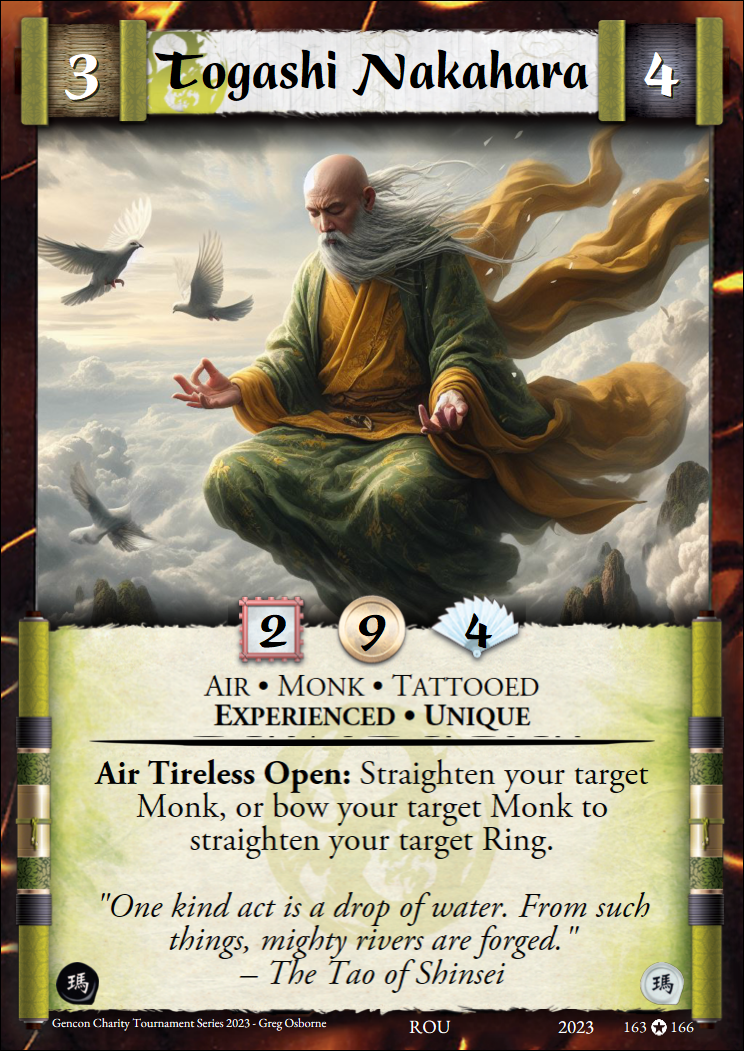 3
Togashi Nakahara
4
2
9
4
AIR • MONK • TATTOOED
EXPERIENCED • UNIQUE
Air Tireless Open: Straighten your target
Monk, or bow your target Monk to
straighten your target Ring.
"One kind act is a drop of water. From such
things, mighty rivers are forged."
– The Tao of Shinsei
瑪
瑪
Gencon Charity Tournament Series 2023 - Greg Osborne
ROU
2023
163 ✪ 166